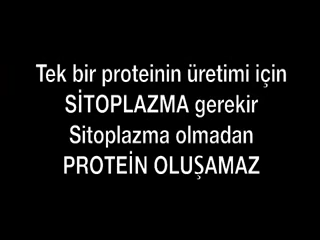 Tek bir proteinin üretimi için
SİTOPLAZMA gerekir
Sitoplazma olmadan
PROTEİN OLUŞAMAZ